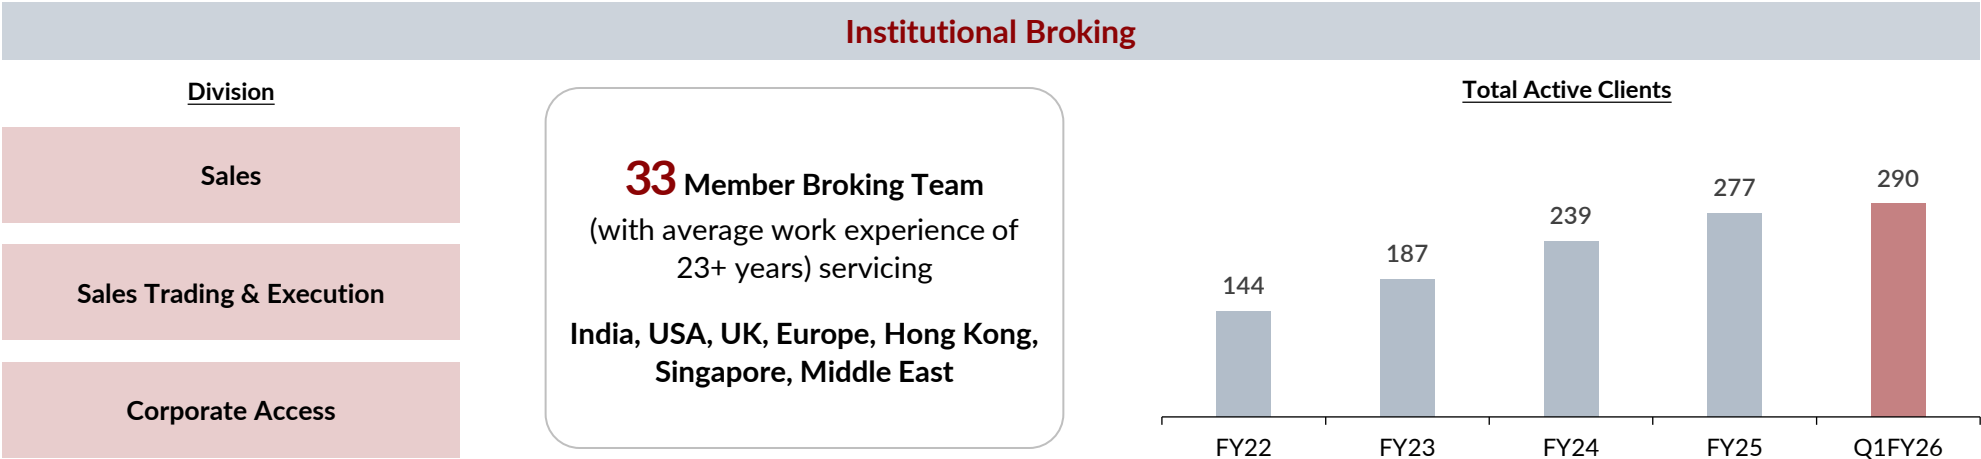 Institutional Broking
Division
Sales
Sales Trading & Execution
Corporate Access
33 Member Broking Team
(with average work experience of
23+ years) servicing
India, USA, UK, Europe, Hong Kong,
Singapore, Middle East
Total Active Clients
144
187
239
277
290
FY22
FY23
FY24
FY25
Q1FY26